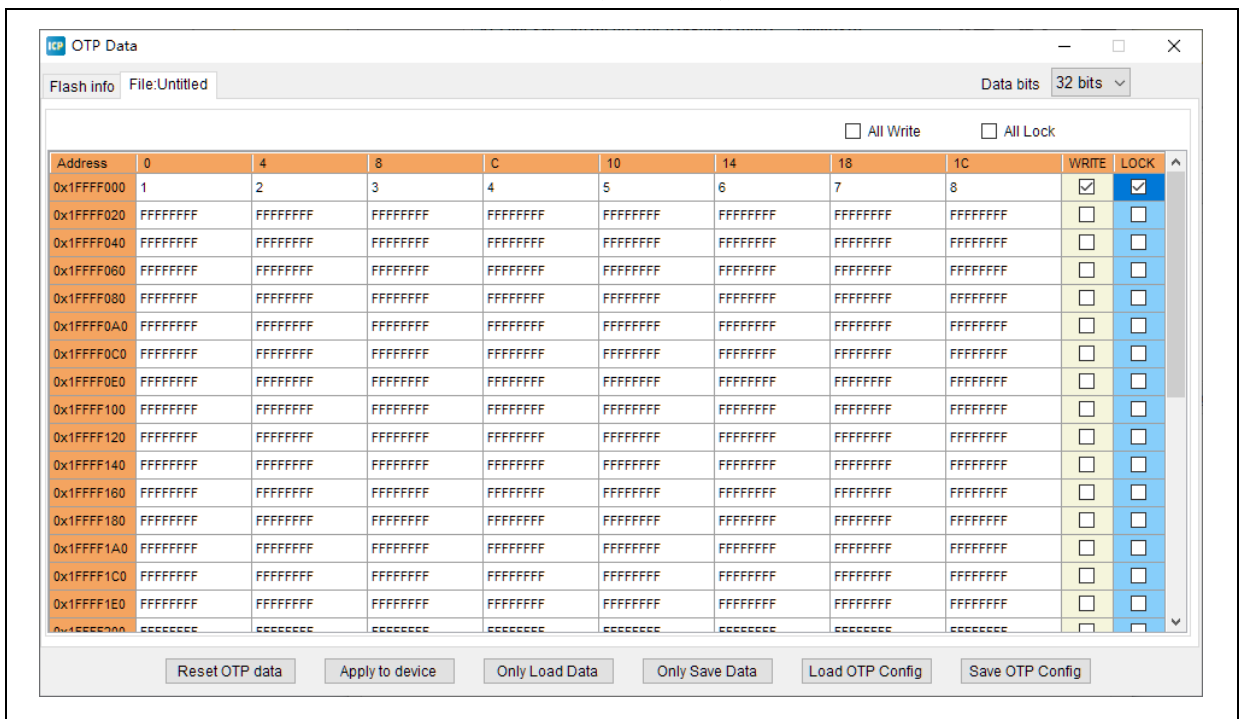 ICP OTP Data
Flash info File:Untitled Data bits 32 bits
All Write All Lock
Address 0 4 8 C 10 14 18 1C WRITE LOCK
0x1FFFF000 1 2 3 4 5 6 7 8
0x1FFFF020 FFFFFFFF FFFFFFFF FFFFFFFF FFFFFFFF FFFFFFFF FFFFFFFF FFFFFFFF FFFFFFFF
0x1FFFF040 FFFFFFFF FFFFFFFF FFFFFFFF FFFFFFFF FFFFFFFF FFFFFFFF FFFFFFFF FFFFFFFF
0x1FFFF060 FFFFFFFF FFFFFFFF FFFFFFFF FFFFFFFF FFFFFFFF FFFFFFFF FFFFFFFF FFFFFFFF
0x1FFFF080 FFFFFFFF FFFFFFFF FFFFFFFF FFFFFFFF FFFFFFFF FFFFFFFF FFFFFFFF FFFFFFFF
0x1FFFF0A0 FFFFFFFF FFFFFFFF FFFFFFFF FFFFFFFF FFFFFFFF FFFFFFFF FFFFFFFF FFFFFFFF
0x1FFFF0C0 FFFFFFFF FFFFFFFF FFFFFFFF FFFFFFFF FFFFFFFF FFFFFFFF FFFFFFFF FFFFFFFF
0x1FFFF0E0 FFFFFFFF FFFFFFFF FFFFFFFF FFFFFFFF FFFFFFFF FFFFFFFF FFFFFFFF FFFFFFFF
0x1FFFF100 FFFFFFFF FFFFFFFF FFFFFFFF FFFFFFFF FFFFFFFF FFFFFFFF FFFFFFFF FFFFFFFF
0x1FFFF120 FFFFFFFF FFFFFFFF FFFFFFFF FFFFFFFF FFFFFFFF FFFFFFFF FFFFFFFF FFFFFFFF
0x1FFFF140 FFFFFFFF FFFFFFFF FFFFFFFF FFFFFFFF FFFFFFFF FFFFFFFF FFFFFFFF FFFFFFFF
0x1FFFF160 FFFFFFFF FFFFFFFF FFFFFFFF FFFFFFFF FFFFFFFF FFFFFFFF FFFFFFFF FFFFFFFF
0x1FFFF180 FFFFFFFF FFFFFFFF FFFFFFFF FFFFFFFF FFFFFFFF FFFFFFFF FFFFFFFF FFFFFFFF
0x1FFFF1A0 FFFFFFFF FFFFFFFF FFFFFFFF FFFFFFFF FFFFFFFF FFFFFFFF FFFFFFFF FFFFFFFF
0x1FFFF1C0 FFFFFFFF FFFFFFFF FFFFFFFF FFFFFFFF FFFFFFFF FFFFFFFF FFFFFFFF FFFFFFFF
0x1FFFF1E0 FFFFFFFF FFFFFFFF FFFFFFFF FFFFFFFF FFFFFFFF FFFFFFFF FFFFFFFF FFFFFFFF
Reset OTP data Apply to device Only Load Data Only Save Data Load OTP Config Save OTP Config